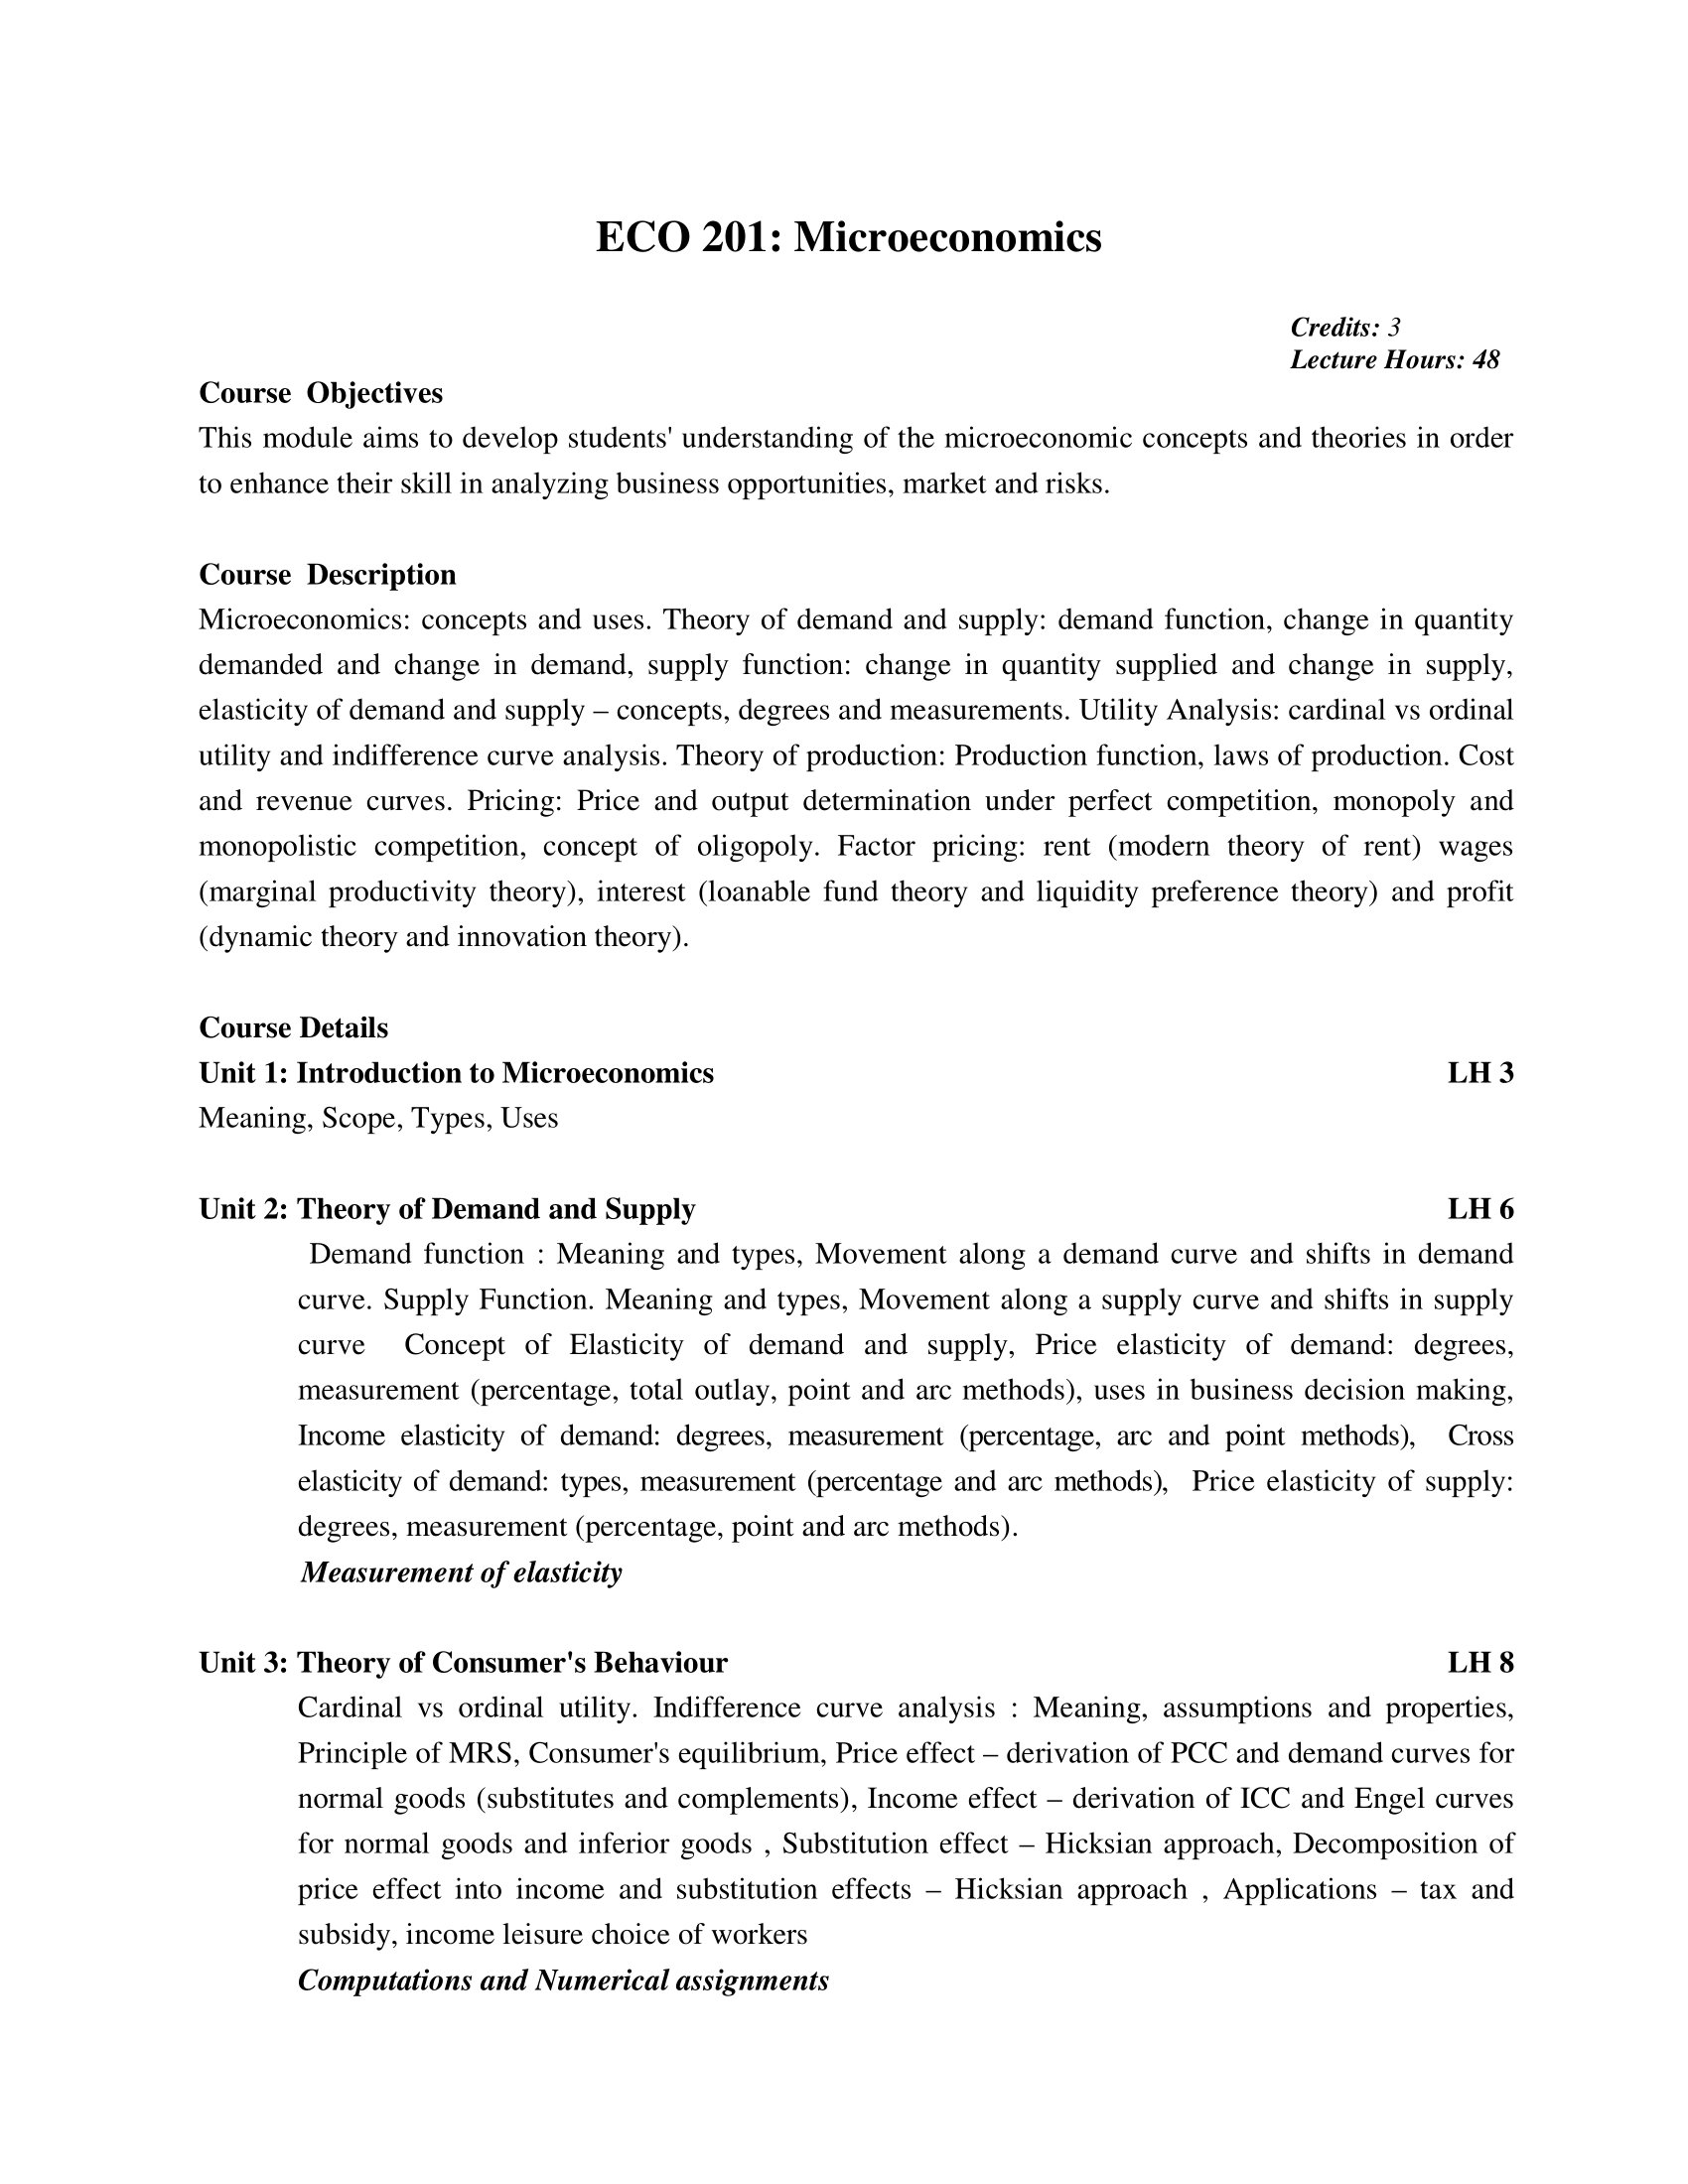 ECO 201: Microeconomics
Credits: 3
Lecture Hours: 48
Course Objectives
This module aims to develop students' understanding of the microeconomic concepts and theories in order
to enhance their skill in analyzing business opportunities, market and risks.
Course Description
Microeconomics: concepts and uses. Theory of demand and supply: demand function, change in quantity
demanded and change in demand, supply function: change in quantity supplied and change in supply,
elasticity of demand and supply – concepts, degrees and measurements. Utility Analysis: cardinal vs ordinal
utility and indifference curve analysis. Theory of production: Production function, laws of production. Cost
and revenue curves. Pricing: Price and output determination under perfect competition, monopoly and
monopolistic competition, concept of oligopoly. Factor pricing: rent (modern theory of rent) wages
(marginal productivity theory), interest (loanable fund theory and liquidity preference theory) and profit
(dynamic theory and innovation theory).
Course Details
Unit 1: Introduction to Microeconomics LH 3
Meaning, Scope, Types, Uses
Unit 2: Theory of Demand and Supply LH 6
Demand function : Meaning and types, Movement along a demand curve and shifts in demand
curve. Supply Function. Meaning and types, Movement along a supply curve and shifts in supply
curve Concept of Elasticity of demand and supply, Price elasticity of demand: degrees,
measurement (percentage, total outlay, point and arc methods), uses in business decision making,
Income elasticity of demand: degrees, measurement (percentage, arc and point methods), Cross
elasticity of demand: types, measurement (percentage and arc methods), Price elasticity of supply:
degrees, measurement (percentage, point and arc methods).
Measurement of elasticity
Unit 3: Theory of Consumer's Behaviour LH 8
Cardinal vs ordinal utility. Indifference curve analysis : Meaning, assumptions and properties,
Principle of MRS, Consumer's equilibrium, Price effect – derivation of PCC and demand curves for
normal goods (substitutes and complements), Income effect – derivation of ICC and Engel curves
for normal goods and inferior goods , Substitution effect – Hicksian approach, Decomposition of
price effect into income and substitution effects – Hicksian approach , Applications – tax and
subsidy, income leisure choice of workers
Computations and Numerical assignments